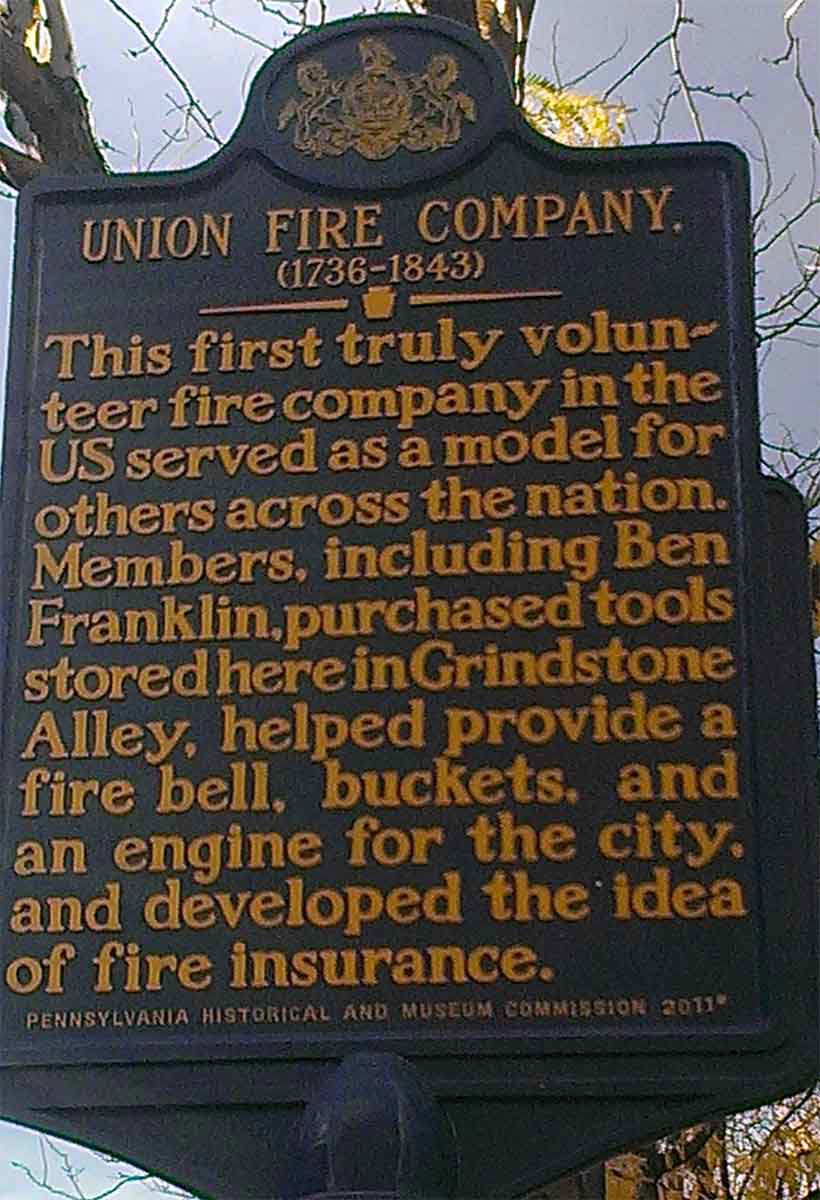 UNION FIRE COMPANY.
(1736-1843)
This first truly volun-
teer fire company in the
US served as a model for
others across the nation.
Members, including Ben
Franklin, purchased tools
stored here in Grindstone
Alley, helped provide a
fire bell, buckets, and
an engine for the city,
and developed the idea
of fire insurance.
PENNSYLVANIA HISTORICAL AND MUSEUM COMMISSION 2011